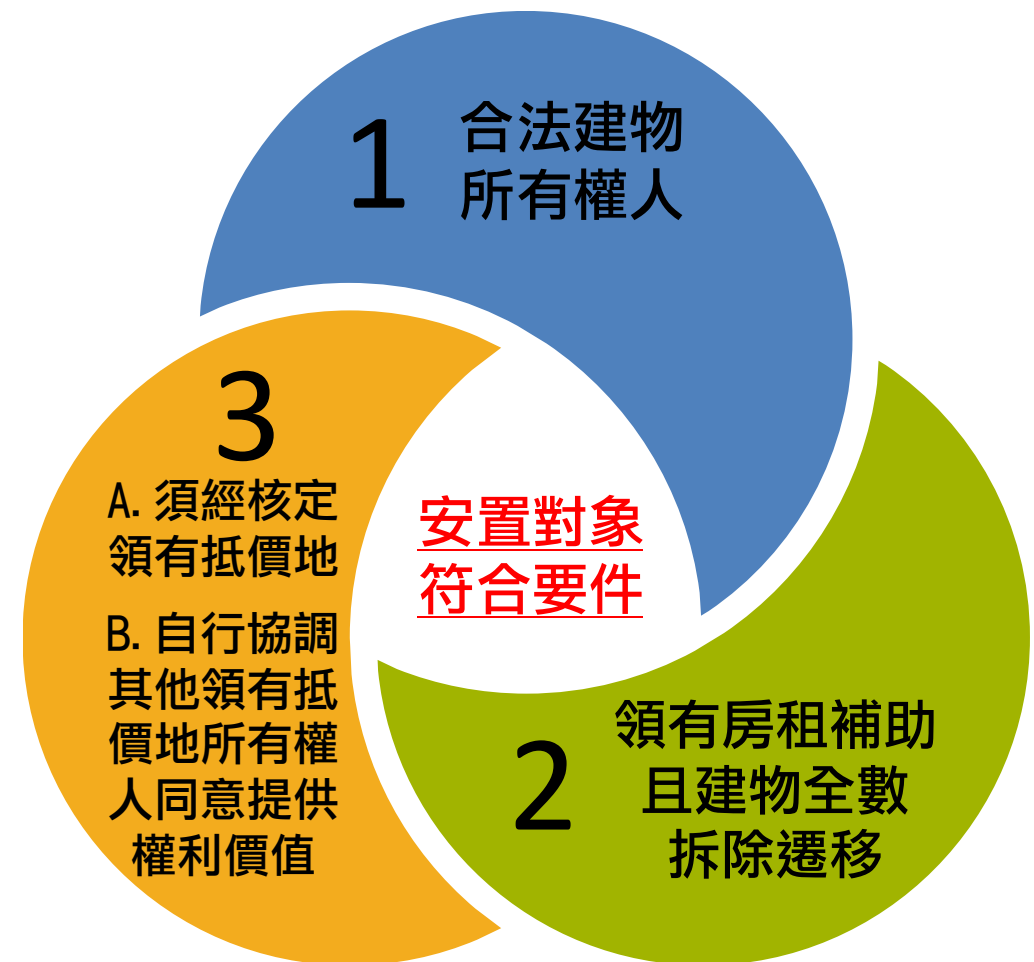 1
合法建物
所有權人
2
領有房租補助
且建物全數
拆除遷移
3
A. 須經核定
領有抵價地
B. 自行協調
其他領有抵
價地所有權
人同意提供
權利價值
安置對象
符合要件